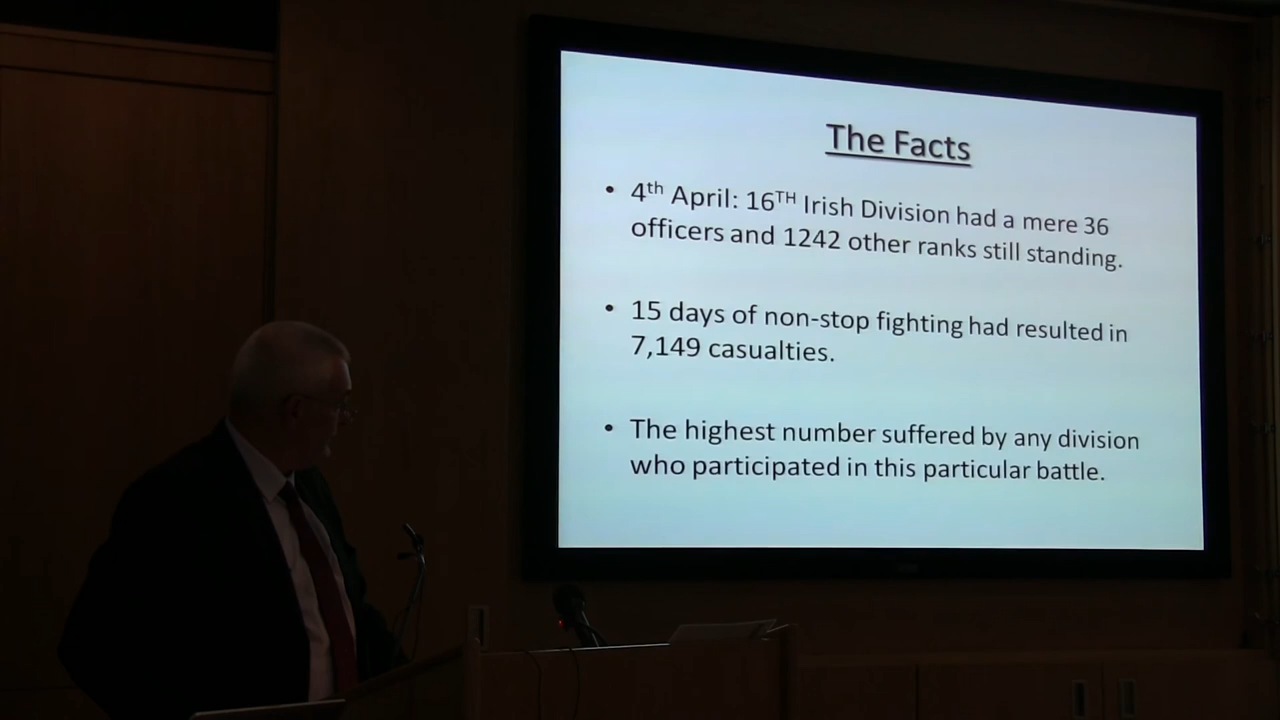 The Facts
• 4th April: 16TH Irish Division had a mere 36
officers and 1242 other ranks still standing.
• 15 days of non-stop fighting had resulted in
7,149 casualties.
• The highest number suffered by any division
who participated in this particular battle.